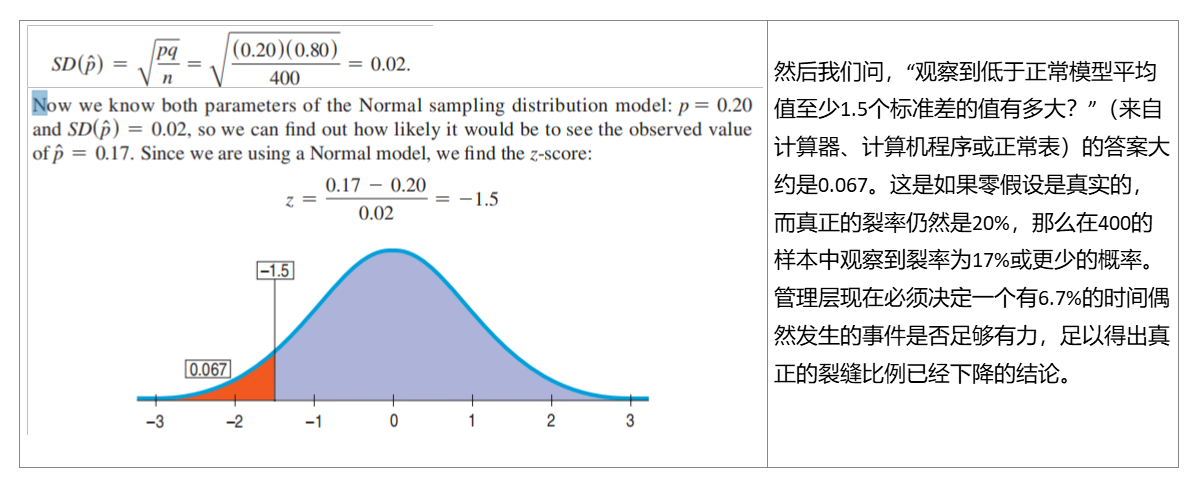 SD(p̂) = √(pq/n) = √((0.20)(0.80)/400) = 0.02.
Now we know both parameters of the Normal sampling distribution model: p = 0.20
and SD(p̂) = 0.02, so we can find out how likely it would be to see the observed value
of p̂ = 0.17. Since we are using a Normal model, we find the z-score:
z = (0.17 − 0.20)/0.02 = −1.5
−1.5
0.067
−3 −2 −1 0 1 2 3
然后我们问，“观察到低于正常模型平均
值至少1.5个标准差的值有多大？”（来自
计算器、计算机程序或正常表）的答案大
约是0.067。这是如果零假设是真实的，
而真正的裂率仍然是20%，那么在400的
样本中观察到裂率为17%或更少的概率。
管理层现在必须决定一个有6.7%的时间偶
然发生的事件是否足够有力，足以得出真
正的裂缝比例已经下降的结论。